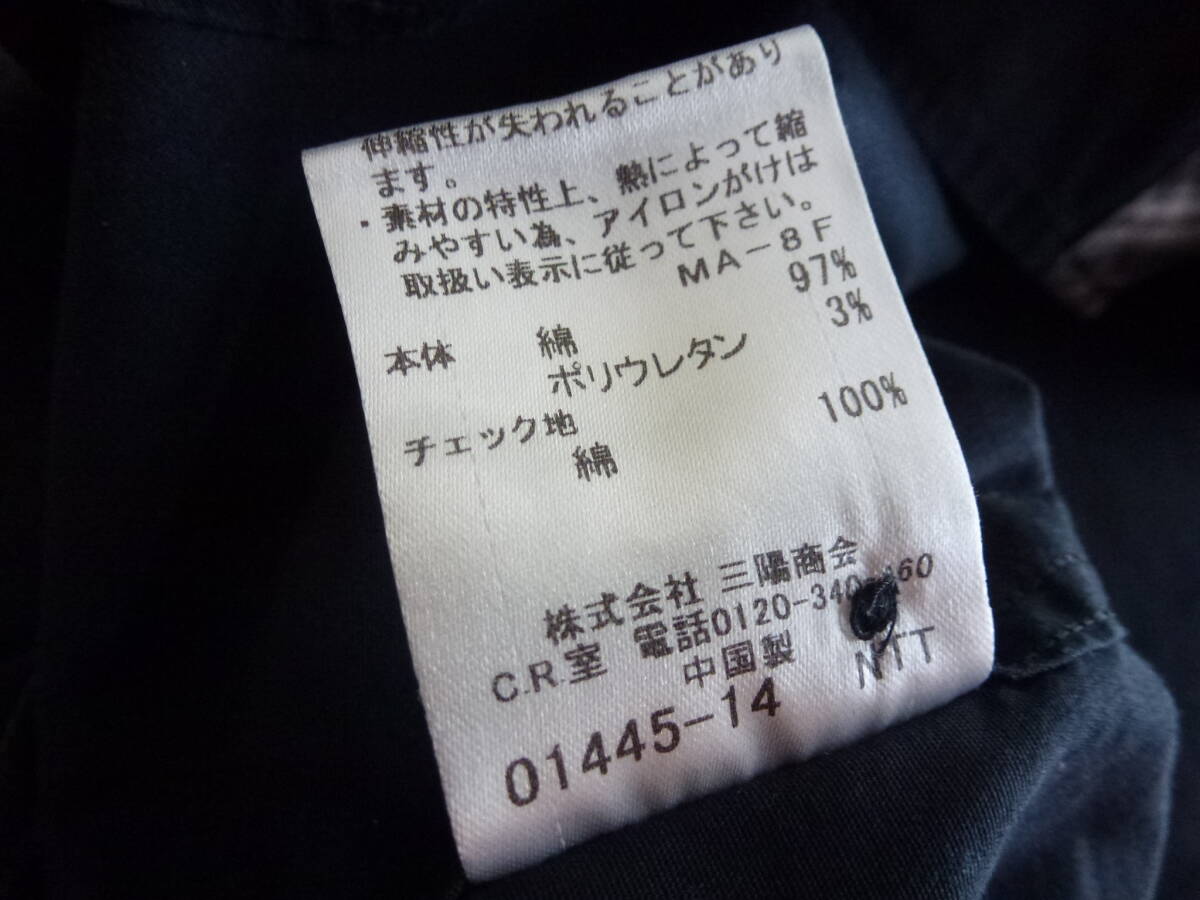 伸縮性が失われることがあり
ます。
・素材の特性上、熱によって縮
みやすい為、アイロンがけは
取扱い表示に従って下さい。
MA-8F
本体 綿 97%
ポリウレタン 3%
チェック地
綿 100%
株式会社 三陽商会
C.R.室 電話0120-340-460
中国製 NTT
01445-14